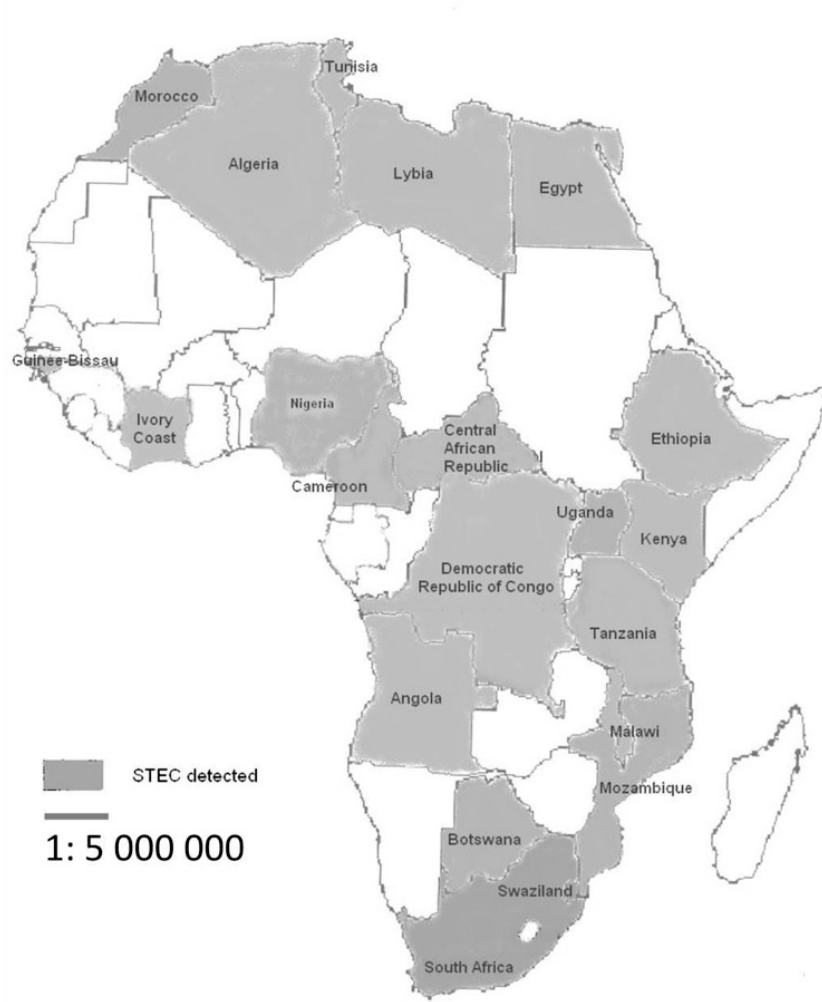 Tunisia
Morocco
Algeria
Lybia
Egypt
Guinée-Bissau
Nigeria
Ivory
Coast
Central
African
Republic
Ethiopia
Cameroon
Uganda
Kenya
Democratic
Republic of Congo
Tanzania
Angola
Malawi
STEC detected
Mozambique
1: 5 000 000
Botswana
Swaziland
South Africa